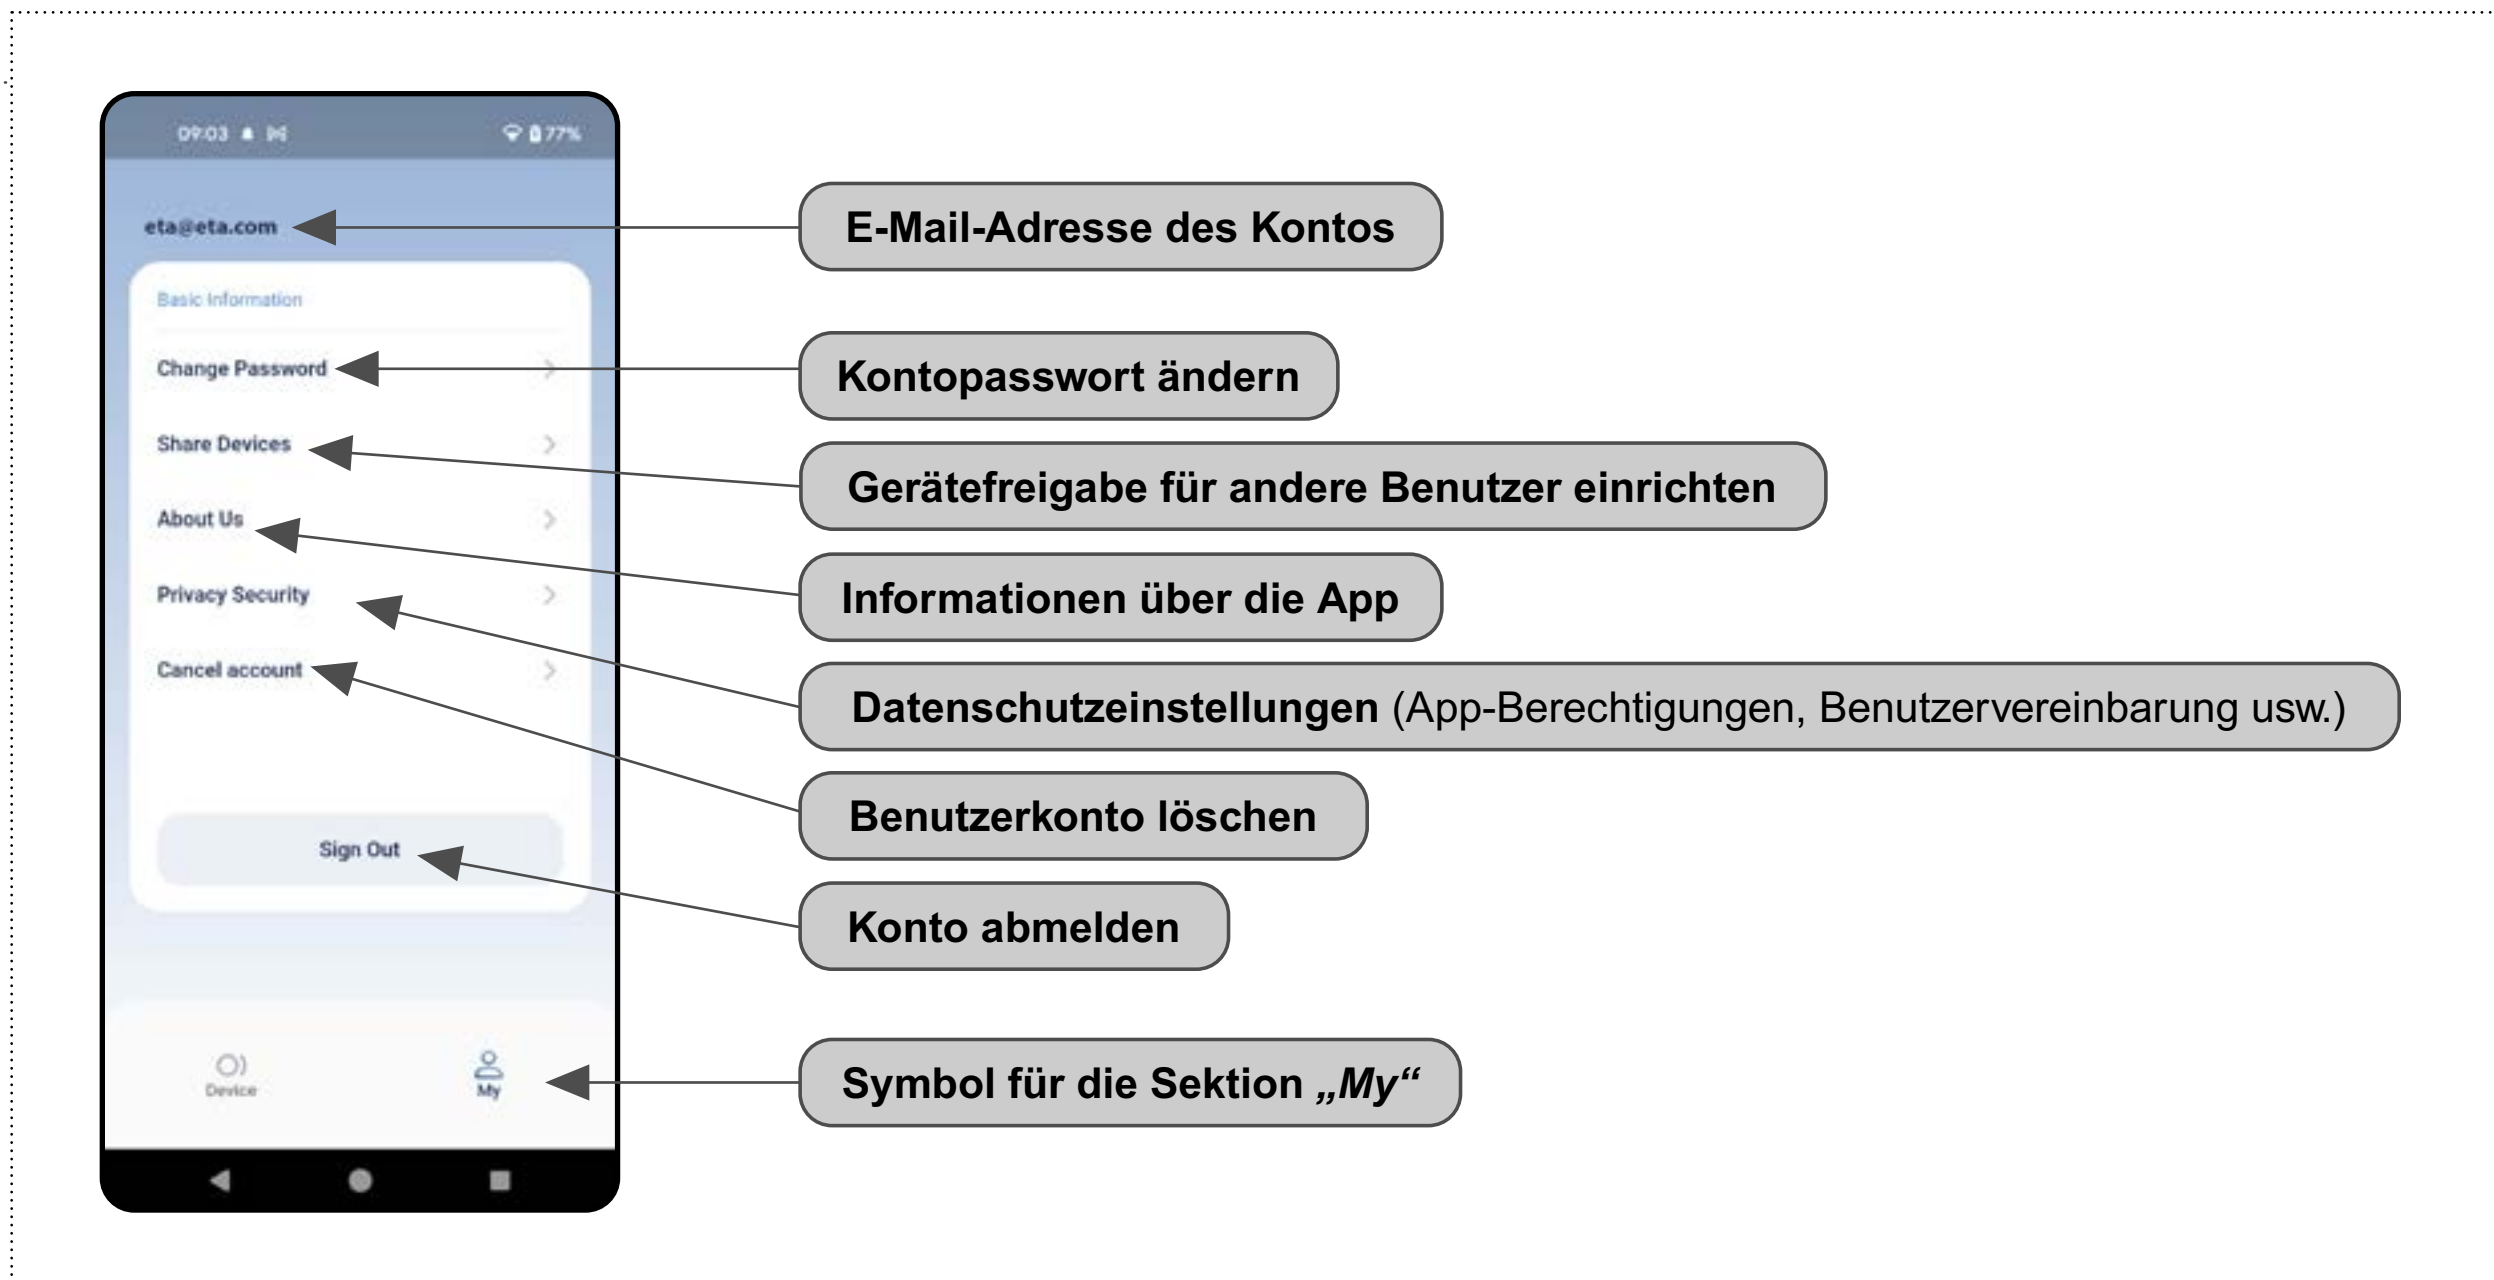 09:03 77%
eta@eta.com
E-Mail-Adresse des Kontos
Basic Information
Change Password
Kontopasswort ändern
Share Devices
Gerätefreigabe für andere Benutzer einrichten
About Us
Informationen über die App
Privacy Security
Datenschutzeinstellungen (App-Berechtigungen, Benutzervereinbarung usw.)
Cancel account
Benutzerkonto löschen
Sign Out
Konto abmelden
Device
My
Symbol für die Sektion „My“